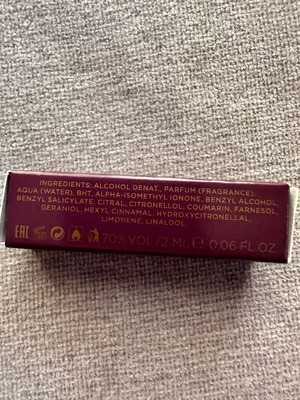 INGREDIENTS: ALCOHOL DENAT., PARFUM (FRAGRANCE),
AQUA (WATER), BHT, ALPHA-ISOMETHYL IONONE, BENZYL ALCOHOL,
BENZYL SALICYLATE, CITRAL, CITRONELLOL, COUMARIN, FARNESOL,
GERANIOL, HEXYL CINNAMAL, HYDROXYCITRONELLAL,
LIMONENE, LINALOOL
EAC 70% VOL / 2 ML ℮ 0.06 FL.OZ